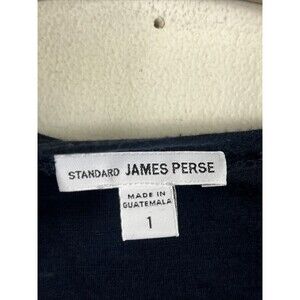 STANDARD JAMES PERSE
MADE IN
GUATEMALA
1